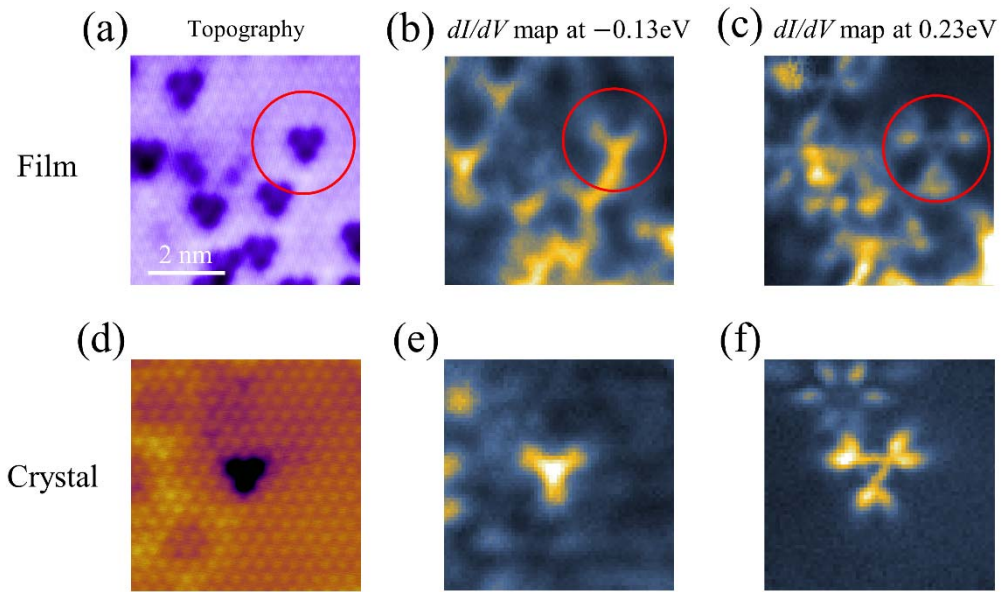 (a) Topography
(b) dI/dV map at −0.13eV
(c) dI/dV map at 0.23eV
Film
2 nm
(d)
(e)
(f)
Crystal